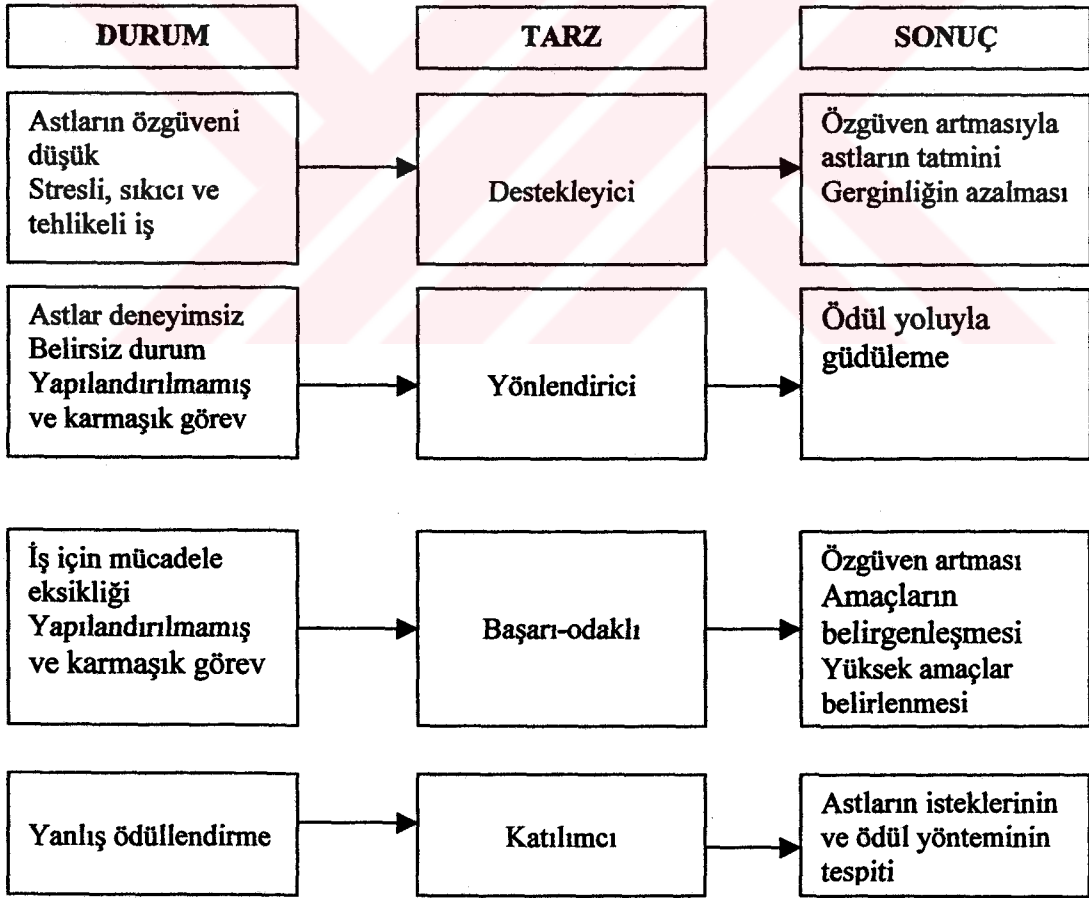 DURUM
TARZ
SONUÇ
Astların özgüveni
düşük
Stresli, sıkıcı ve
tehlikeli iş
Destekleyici
Özgüven artmasıyla
astların tatmini
Gerginliğin azalması
Astlar deneyimsiz
Belirsiz durum
Yapılandırılmamış
ve karmaşık görev
Yönlendirici
Ödül yoluyla
güdüleme
İş için mücadele
eksikliği
Yapılandırılmamış
ve karmaşık görev
Başarı-odaklı
Özgüven artması
Amaçların
belirgenleşmesi
Yüksek amaçlar
belirlenmesi
Yanlış ödüllendirme
Katılımcı
Astların isteklerinin
ve ödül yönteminin
tespiti